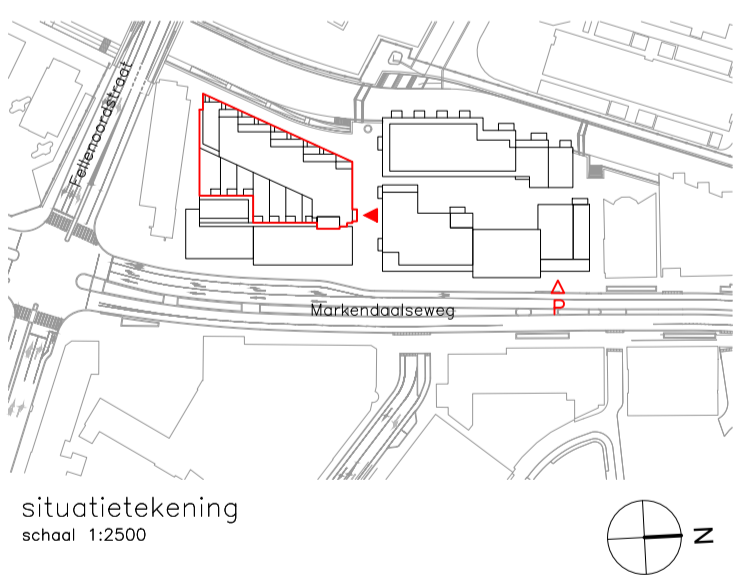 Fellenoordstraat
Markendaalseweg
P
situatietekening
schaal 1:2500
N